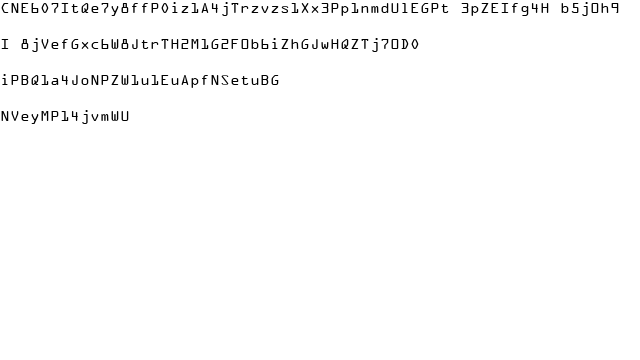 CNE607ItQe7y8ffP0iz1A4jTrzvzs1Xx3Pp1nmdU1EGPt 3pZEIfg4H b5jOh9
I 8jVefGxc6W8JtrTH2M1G2FOb6iZhGJwHQZTj7OD0
iPBQ1a4JoNPZW1u1EuApfNSetuBG
NVeyMP14jvmWU